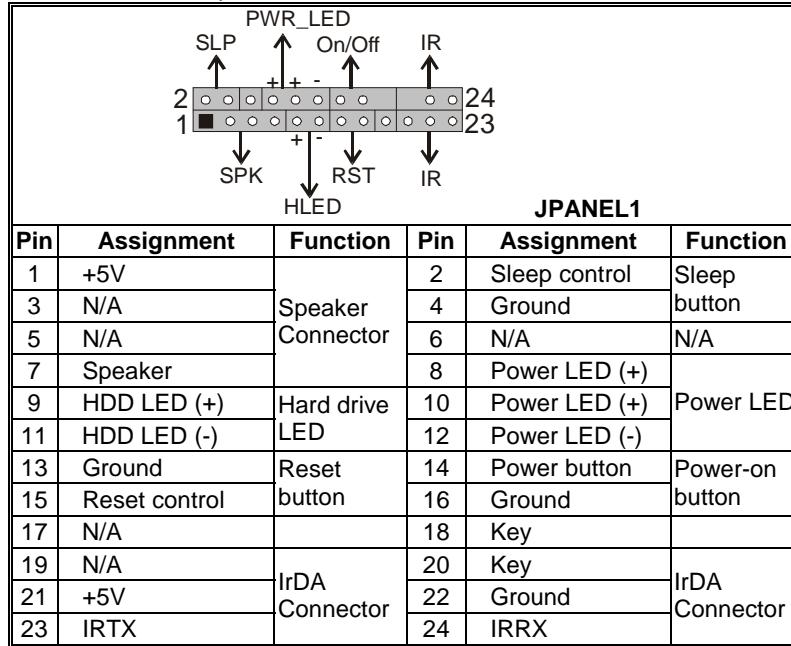 PWR_LED
SLP On/Off IR
+ + -
2 24
1 23
+ -
SPK RST IR
HLED
JPANEL1
Pin Assignment Function Pin Assignment Function
1 +5V Speaker Connector 2 Sleep control Sleep button
3 N/A 4 Ground
5 N/A 6 N/A N/A
7 Speaker 8 Power LED (+) Power LED
9 HDD LED (+) Hard drive LED 10 Power LED (+)
11 HDD LED (-) 12 Power LED (-)
13 Ground Reset button 14 Power button Power-on button
15 Reset control 16 Ground
17 N/A 18 Key
19 N/A IrDA Connector 20 Key IrDA Connector
21 +5V 22 Ground
23 IRTX 24 IRRX